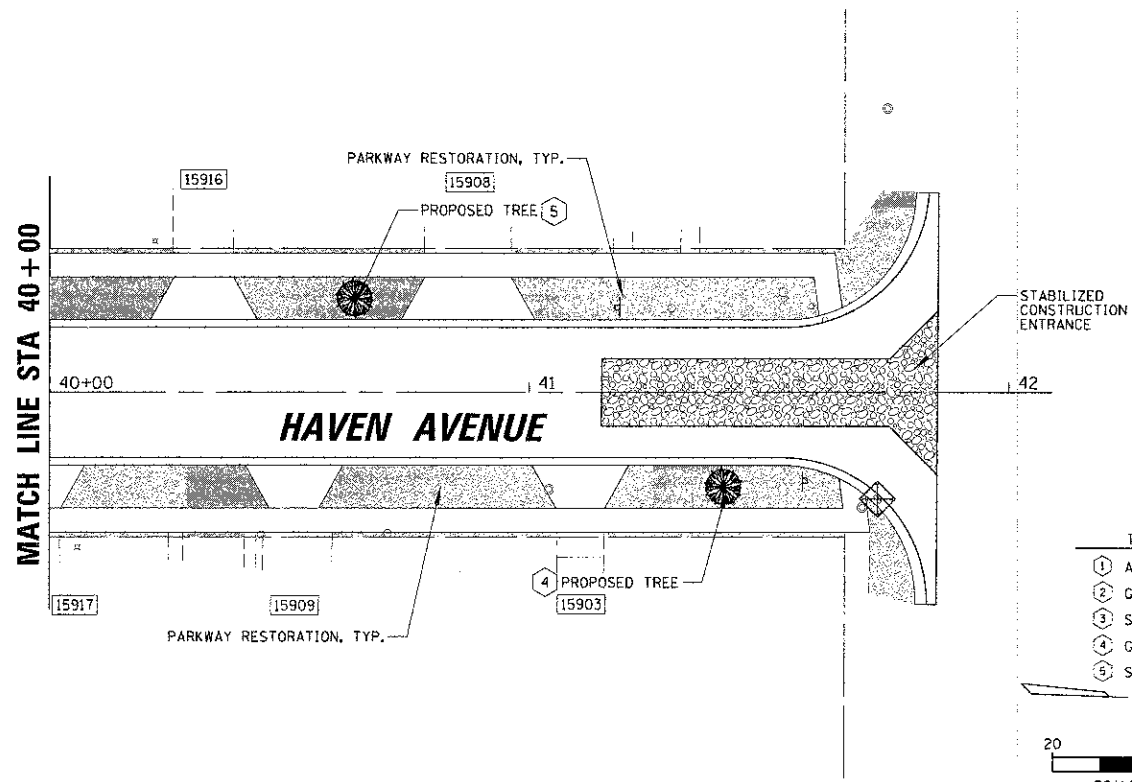 MATCH LINE STA 40+00
PARKWAY RESTORATION, TYP.
15916
15908
PROPOSED TREE 5
STABILIZED
CONSTRUCTION
ENTRANCE
40+00
41
42
HAVEN AVENUE
4 PROPOSED TREE
15917
15909
15903
PARKWAY RESTORATION, TYP.
T
1 A
2 G
3 S
4 G
5 S
20